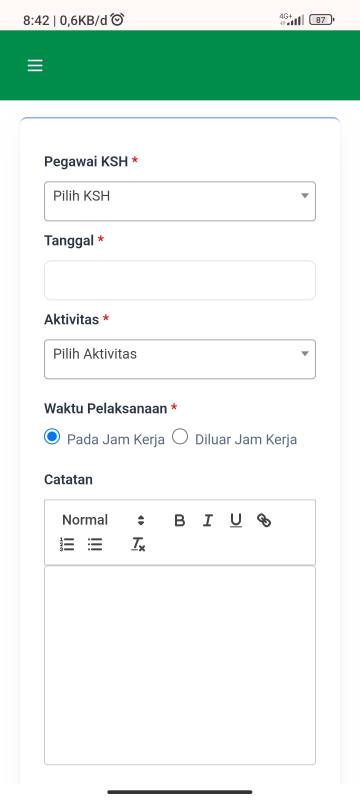 8:42 | 0,6KB/d
4G+
87
Pegawai KSH *
Pilih KSH
Tanggal *
Aktivitas *
Pilih Aktivitas
Waktu Pelaksanaan *
Pada Jam Kerja Diluar Jam Kerja
Catatan
Normal B I U